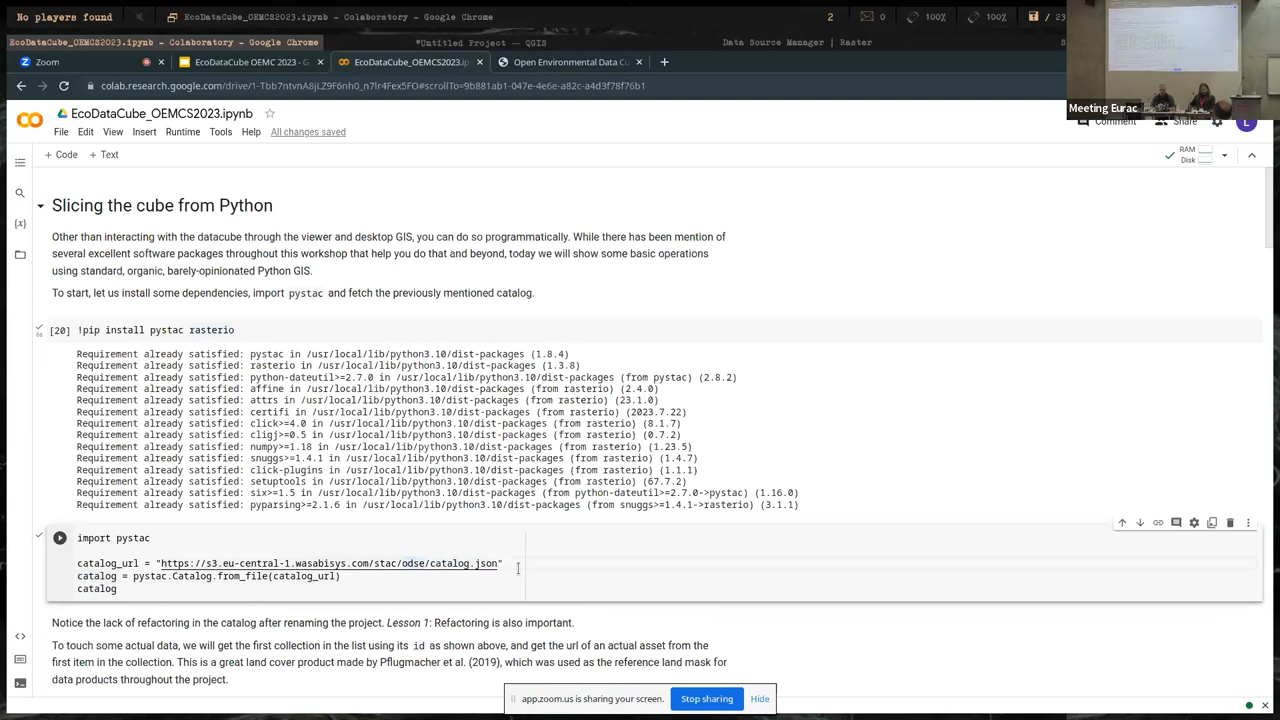 No players found
EcoDataCube_OEMCS2023.ipynb - Colaboratory - Google Chrome
2
0
100%
100%
/ 23
EcoDataCube_OEMCS2023.ipynb - Colaboratory - Google Chrome
*Untitled Project — QGIS
Data Source Manager | Raster
Zoom
EcoDataCube OEMC 2023 - G
EcoDataCube_OEMCS2023.ip
Open Environmental Data Cu
colab.research.google.com/drive/1-Tbb7ntvnA8jLZ9F6nh0_n7lr4Fex5FO#scrollTo=9b881ab1-047e-4e6e-a82c-a4d3f78f76b1
Meeting Eurac
EcoDataCube_OEMCS2023.ipynb
File Edit View Insert Runtime Tools Help All changes saved
Comment
Share
L
+ Code + Text
RAM
Disk
Slicing the cube from Python
Other than interacting with the datacube through the viewer and desktop GIS, you can do so programmatically. While there has been mention of
several excellent software packages throughout this workshop that help you do that and beyond, today we will show some basic operations
using standard, organic, barely-opinionated Python GIS.
To start, let us install some dependencies, import pystac and fetch the previously mentioned catalog.
[20] !pip install pystac rasterio
Requirement already satisfied: pystac in /usr/local/lib/python3.10/dist-packages (1.8.4)
Requirement already satisfied: rasterio in /usr/local/lib/python3.10/dist-packages (1.3.8)
Requirement already satisfied: python-dateutil>=2.7.0 in /usr/local/lib/python3.10/dist-packages (from pystac) (2.8.2)
Requirement already satisfied: affine in /usr/local/lib/python3.10/dist-packages (from rasterio) (2.4.0)
Requirement already satisfied: attrs in /usr/local/lib/python3.10/dist-packages (from rasterio) (23.1.0)
Requirement already satisfied: certifi in /usr/local/lib/python3.10/dist-packages (from rasterio) (2023.7.22)
Requirement already satisfied: click>=4.0 in /usr/local/lib/python3.10/dist-packages (from rasterio) (8.1.7)
Requirement already satisfied: cligj>=0.5 in /usr/local/lib/python3.10/dist-packages (from rasterio) (0.7.2)
Requirement already satisfied: numpy>=1.18 in /usr/local/lib/python3.10/dist-packages (from rasterio) (1.23.5)
Requirement already satisfied: snuggs>=1.4.1 in /usr/local/lib/python3.10/dist-packages (from rasterio) (1.4.7)
Requirement already satisfied: click-plugins in /usr/local/lib/python3.10/dist-packages (from rasterio) (1.1.1)
Requirement already satisfied: setuptools in /usr/local/lib/python3.10/dist-packages (from rasterio) (67.7.2)
Requirement already satisfied: six>=1.5 in /usr/local/lib/python3.10/dist-packages (from python-dateutil>=2.7.0->pystac) (1.16.0)
Requirement already satisfied: pyparsing>=2.1.6 in /usr/local/lib/python3.10/dist-packages (from snuggs>=1.4.1->rasterio) (3.1.1)
import pystac
catalog_url = "https://s3.eu-central-1.wasabisys.com/stac/odse/catalog.json"
catalog = pystac.Catalog.from_file(catalog_url)
catalog
Notice the lack of refactoring in the catalog after renaming the project. Lesson 1: Refactoring is also important.
To touch some actual data, we will get the first collection in the list using its id as shown above, and get the url of an actual asset from the
first item in the collection. This is a great land cover product made by Pflugmacher et al. (2019), which was used as the reference land mask for
data products throughout the project.
app.zoom.us is sharing your screen.
Stop sharing
Hide